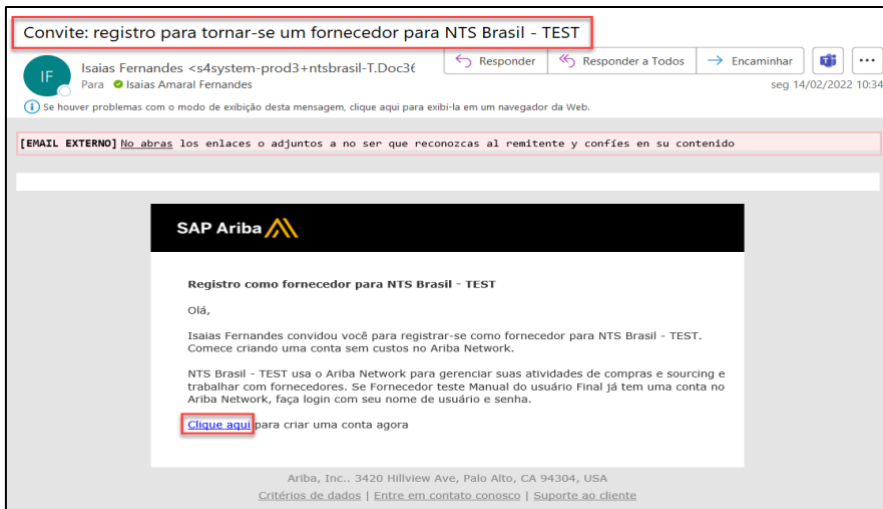 Convite: registro para tornar-se um fornecedor para NTS Brasil - TEST
IF
Isaias Fernandes <s4system-prod3+ntsbrasil-T.Doc36
Responder
Responder a Todos
Encaminhar
Para Isaias Amaral Fernandes
seg 14/02/2022 10:34
Se houver problemas com o modo de exibição desta mensagem, clique aqui para exibi-la em um navegador da Web.
[EMAIL EXTERNO] No abras los enlaces o adjuntos a no ser que reconozcas al remitente y confíes en su contenido
SAP Ariba
Registro como fornecedor para NTS Brasil - TEST
Olá,
Isaias Fernandes convidou você para registrar-se como fornecedor para NTS Brasil - TEST.
Comece criando uma conta sem custos no Ariba Network.
NTS Brasil - TEST usa o Ariba Network para gerenciar suas atividades de compras e sourcing e
trabalhar com fornecedores. Se Fornecedor teste Manual do usuário Final já tem uma conta no
Ariba Network, faça login com seu nome de usuário e senha.
Clique aqui para criar uma conta agora
Ariba, Inc.. 3420 Hillview Ave, Palo Alto, CA 94304, USA
Critérios de dados | Entre em contato conosco | Suporte ao cliente